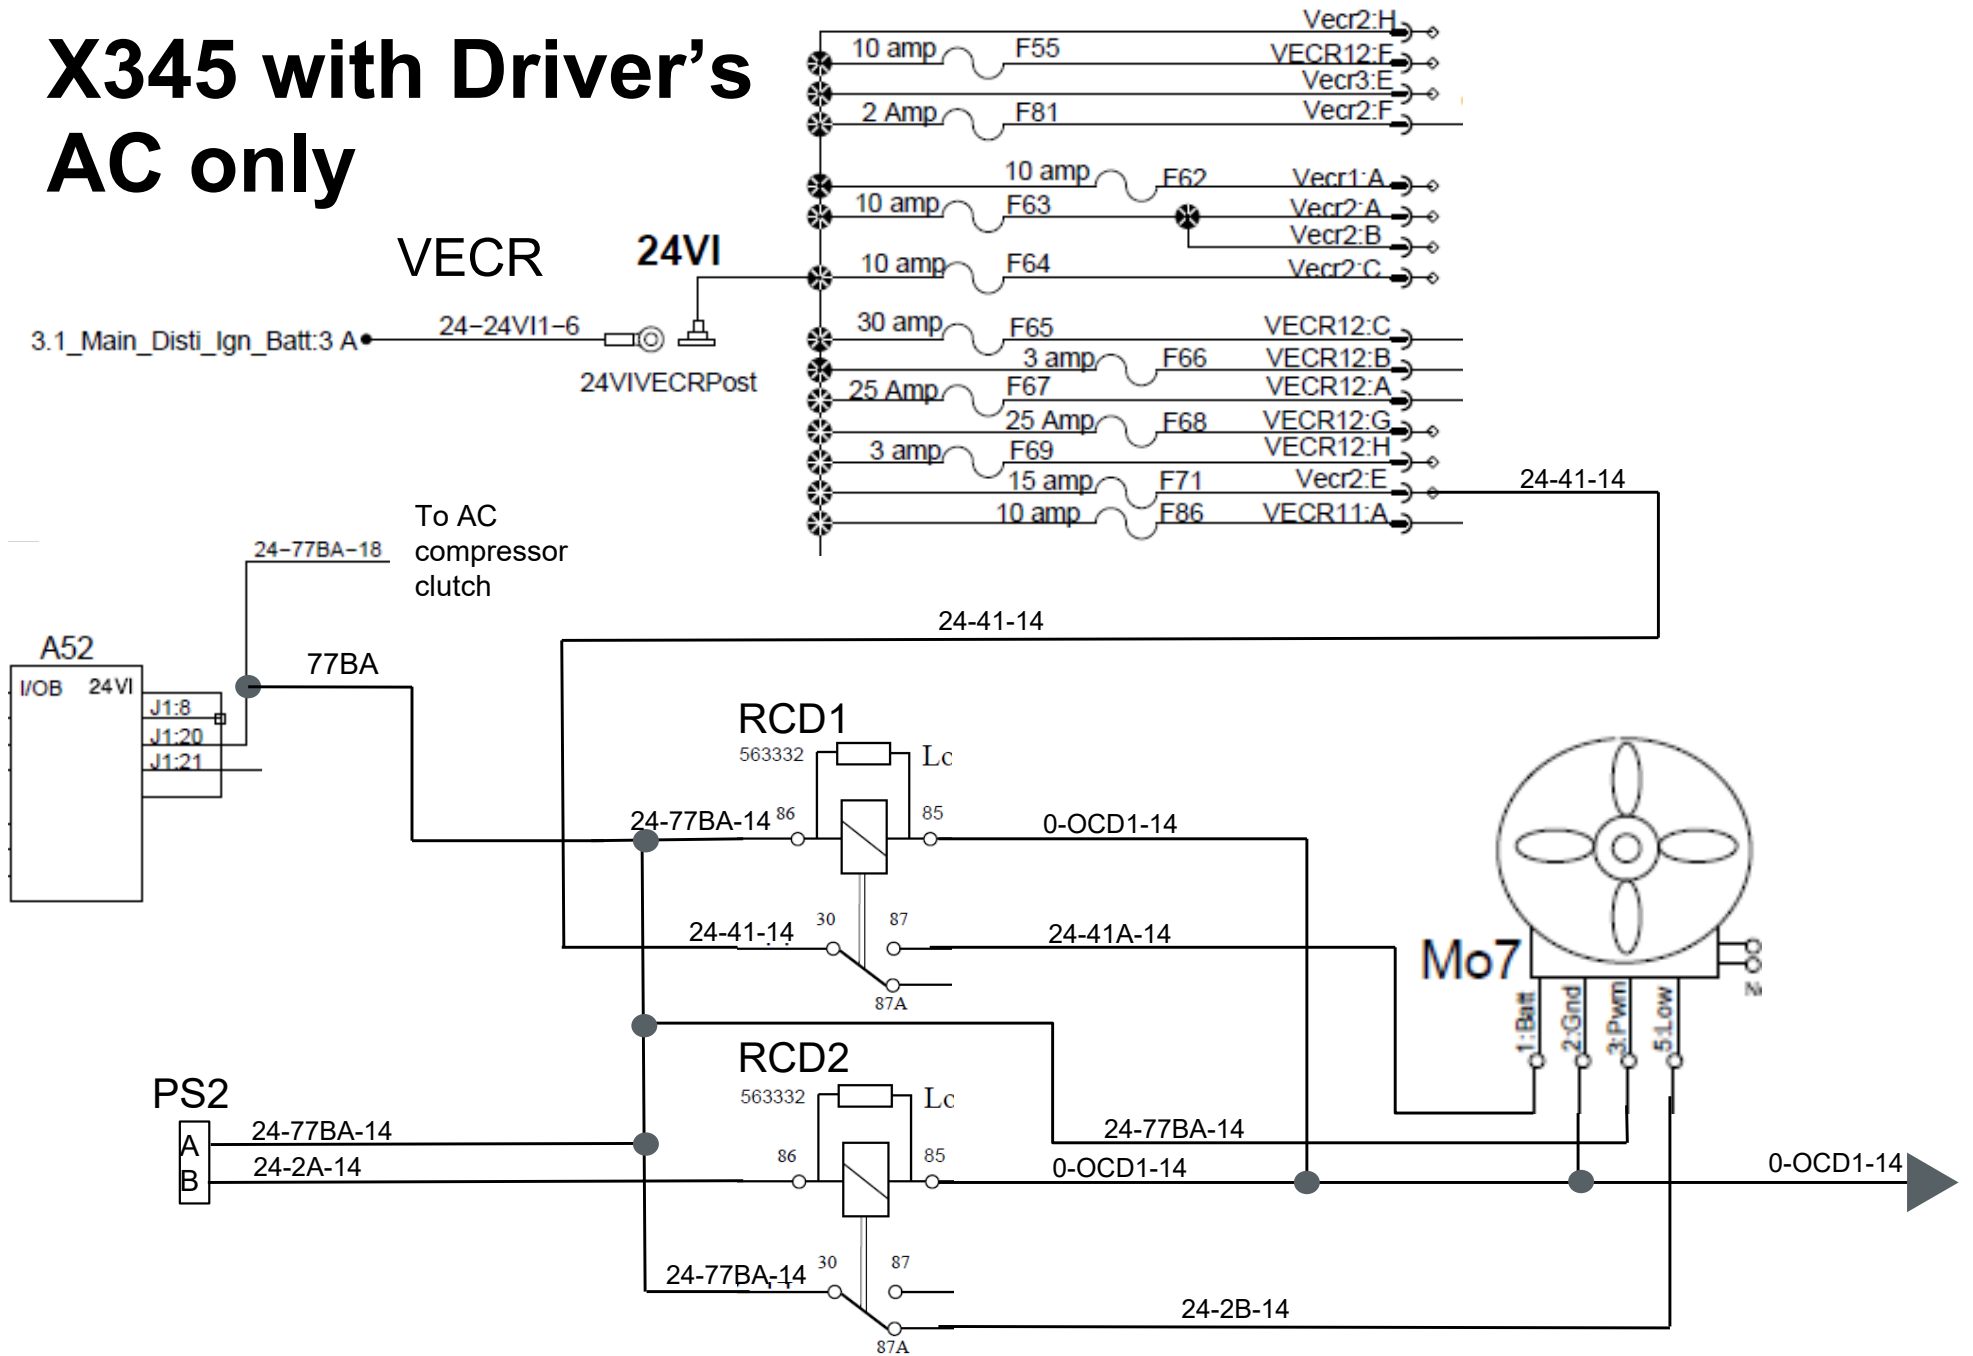 X345 with Driver’s
AC only
Vecr2:H
10 amp F55 VECR12:F
Vecr3:E
2 Amp F81 Vecr2:F
10 amp F62 Vecr1:A
10 amp F63 Vecr2:A
Vecr2:B
10 amp F64 Vecr2:C
30 amp F65 VECR12:C
3 amp F66 VECR12:B
25 Amp F67 VECR12:A
25 Amp F68 VECR12:G
3 amp F69 VECR12:H
15 amp F71 Vecr2:E
10 amp F86 VECR11:A
VECR
24VI
3.1_Main_Disti_Ign_Batt:3 A
24–24VI1–6
24VIVECRPost
24-41-14
To AC
compressor
clutch
24–77BA–18
24-41-14
A52
I/OB 24VI
J1:8
J1:20
J1:21
77BA
RCD1
563332
Lc
24-77BA-14
86
85
0-OCD1-14
24-41-14
30
87
24-41A-14
87A
Mo7
1:Batt
2:Gnd
3:Pwm
5:Low
RCD2
563332
Lc
PS2
A
B
24-77BA-14
24-2A-14
86
85
24-77BA-14
0-OCD1-14
0-OCD1-14
24-77BA-14
30
87
87A
24-2B-14